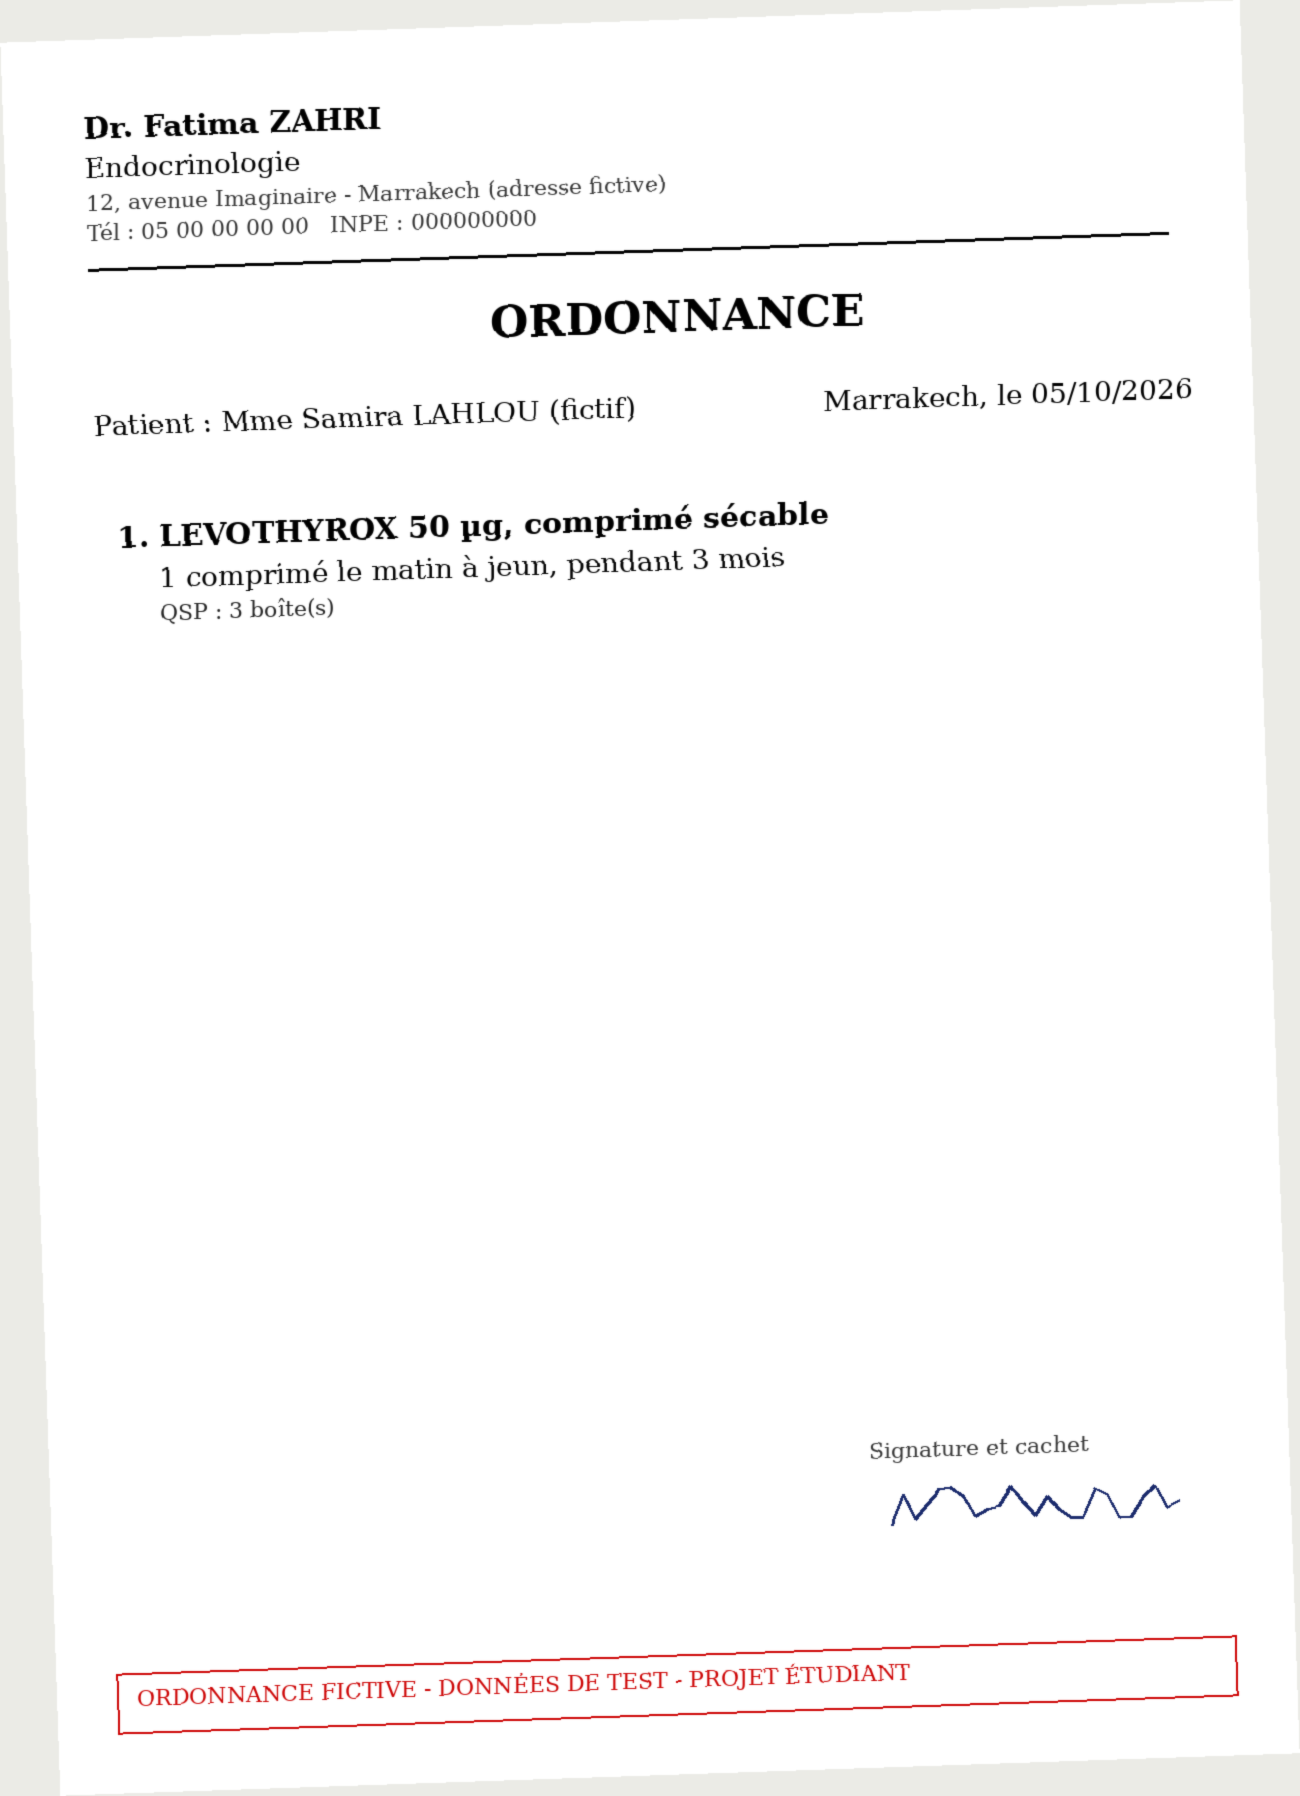 Dr. Fatima ZAHRI
Endocrinologie
12, avenue Imaginaire - Marrakech (adresse fictive)
Tél : 05 00 00 00 00   INPE : 000000000
ORDONNANCE
Patient : Mme Samira LAHLOU (fictif)
Marrakech, le 05/10/2026
1. LEVOTHYROX 50 µg, comprimé sécable
1 comprimé le matin à jeun, pendant 3 mois
QSP : 3 boîte(s)
Signature et cachet
ORDONNANCE FICTIVE - DONNÉES DE TEST - PROJET ÉTUDIANT